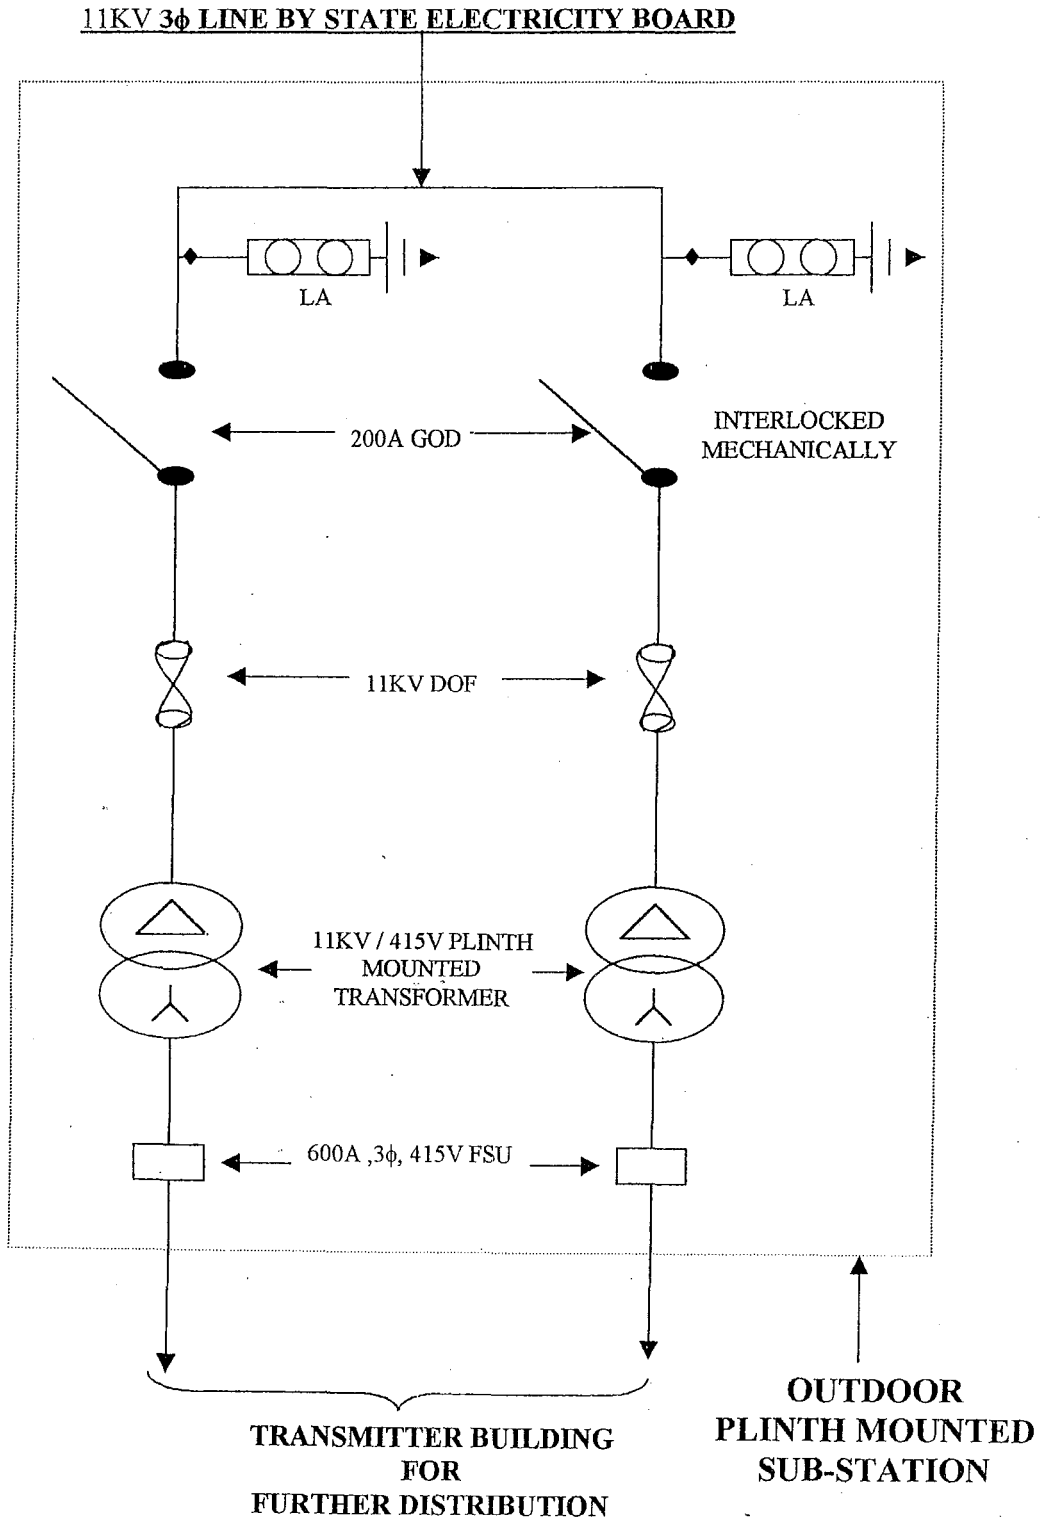 11KV 3ϕ LINE BY STATE ELECTRICITY BOARD
LA
LA
200A GOD
INTERLOCKED
MECHANICALLY
11KV DOF
11KV / 415V PLINTH
MOUNTED
TRANSFORMER
600A ,3ϕ, 415V FSU
OUTDOOR
PLINTH MOUNTED
SUB-STATION
TRANSMITTER BUILDING
FOR
FURTHER DISTRIBUTION